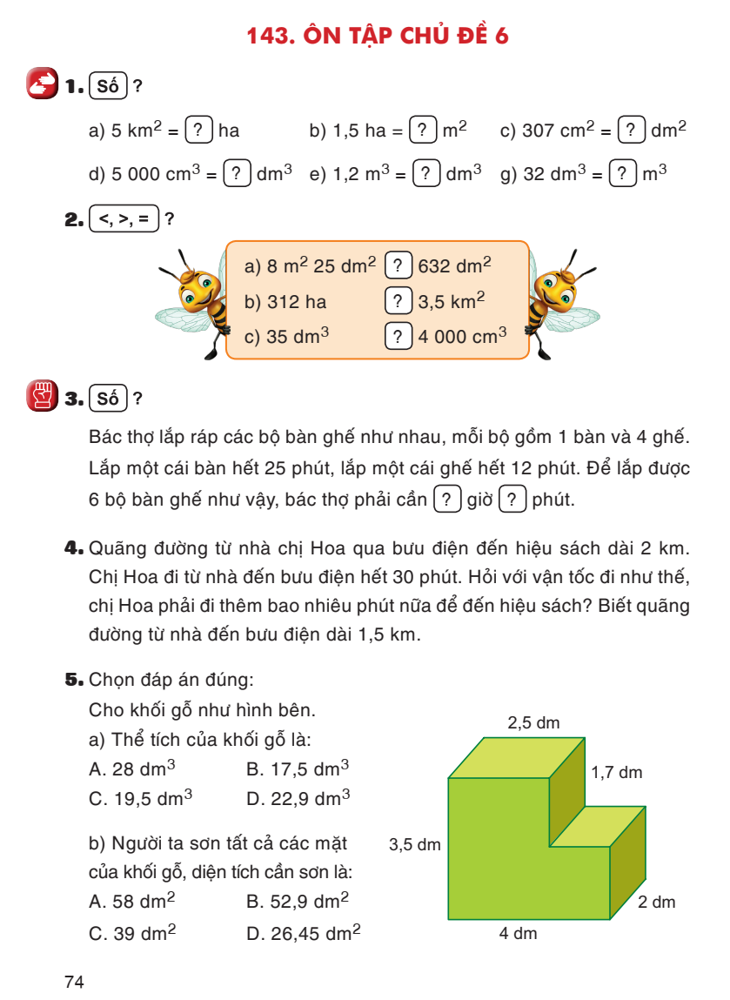 143. ÔN TẬP CHỦ ĐỀ 6
1. Số ?
a) 5 km² = ? ha b) 1,5 ha = ? m² c) 307 cm² = ? dm²
d) 5 000 cm³ = ? dm³ e) 1,2 m³ = ? dm³ g) 32 dm³ = ? m³
2. <, >, = ?
a) 8 m² 25 dm² ? 632 dm²
b) 312 ha ? 3,5 km²
c) 35 dm³ ? 4 000 cm³
3. Số ?
Bác thợ lắp ráp các bộ bàn ghế như nhau, mỗi bộ gồm 1 bàn và 4 ghế.
Lắp một cái bàn hết 25 phút, lắp một cái ghế hết 12 phút. Để lắp được
6 bộ bàn ghế như vậy, bác thợ phải cần ? giờ ? phút.
4. Quãng đường từ nhà chị Hoa qua bưu điện đến hiệu sách dài 2 km.
Chị Hoa đi từ nhà đến bưu điện hết 30 phút. Hỏi với vận tốc đi như thế,
chị Hoa phải đi thêm bao nhiêu phút nữa để đến hiệu sách? Biết quãng
đường từ nhà đến bưu điện dài 1,5 km.
5. Chọn đáp án đúng:
Cho khối gỗ như hình bên.
a) Thể tích của khối gỗ là:
A. 28 dm³ B. 17,5 dm³
C. 19,5 dm³ D. 22,9 dm³
b) Người ta sơn tất cả các mặt
của khối gỗ, diện tích cần sơn là:
A. 58 dm² B. 52,9 dm²
C. 39 dm² D. 26,45 dm²
2,5 dm
1,7 dm
3,5 dm
2 dm
4 dm
74